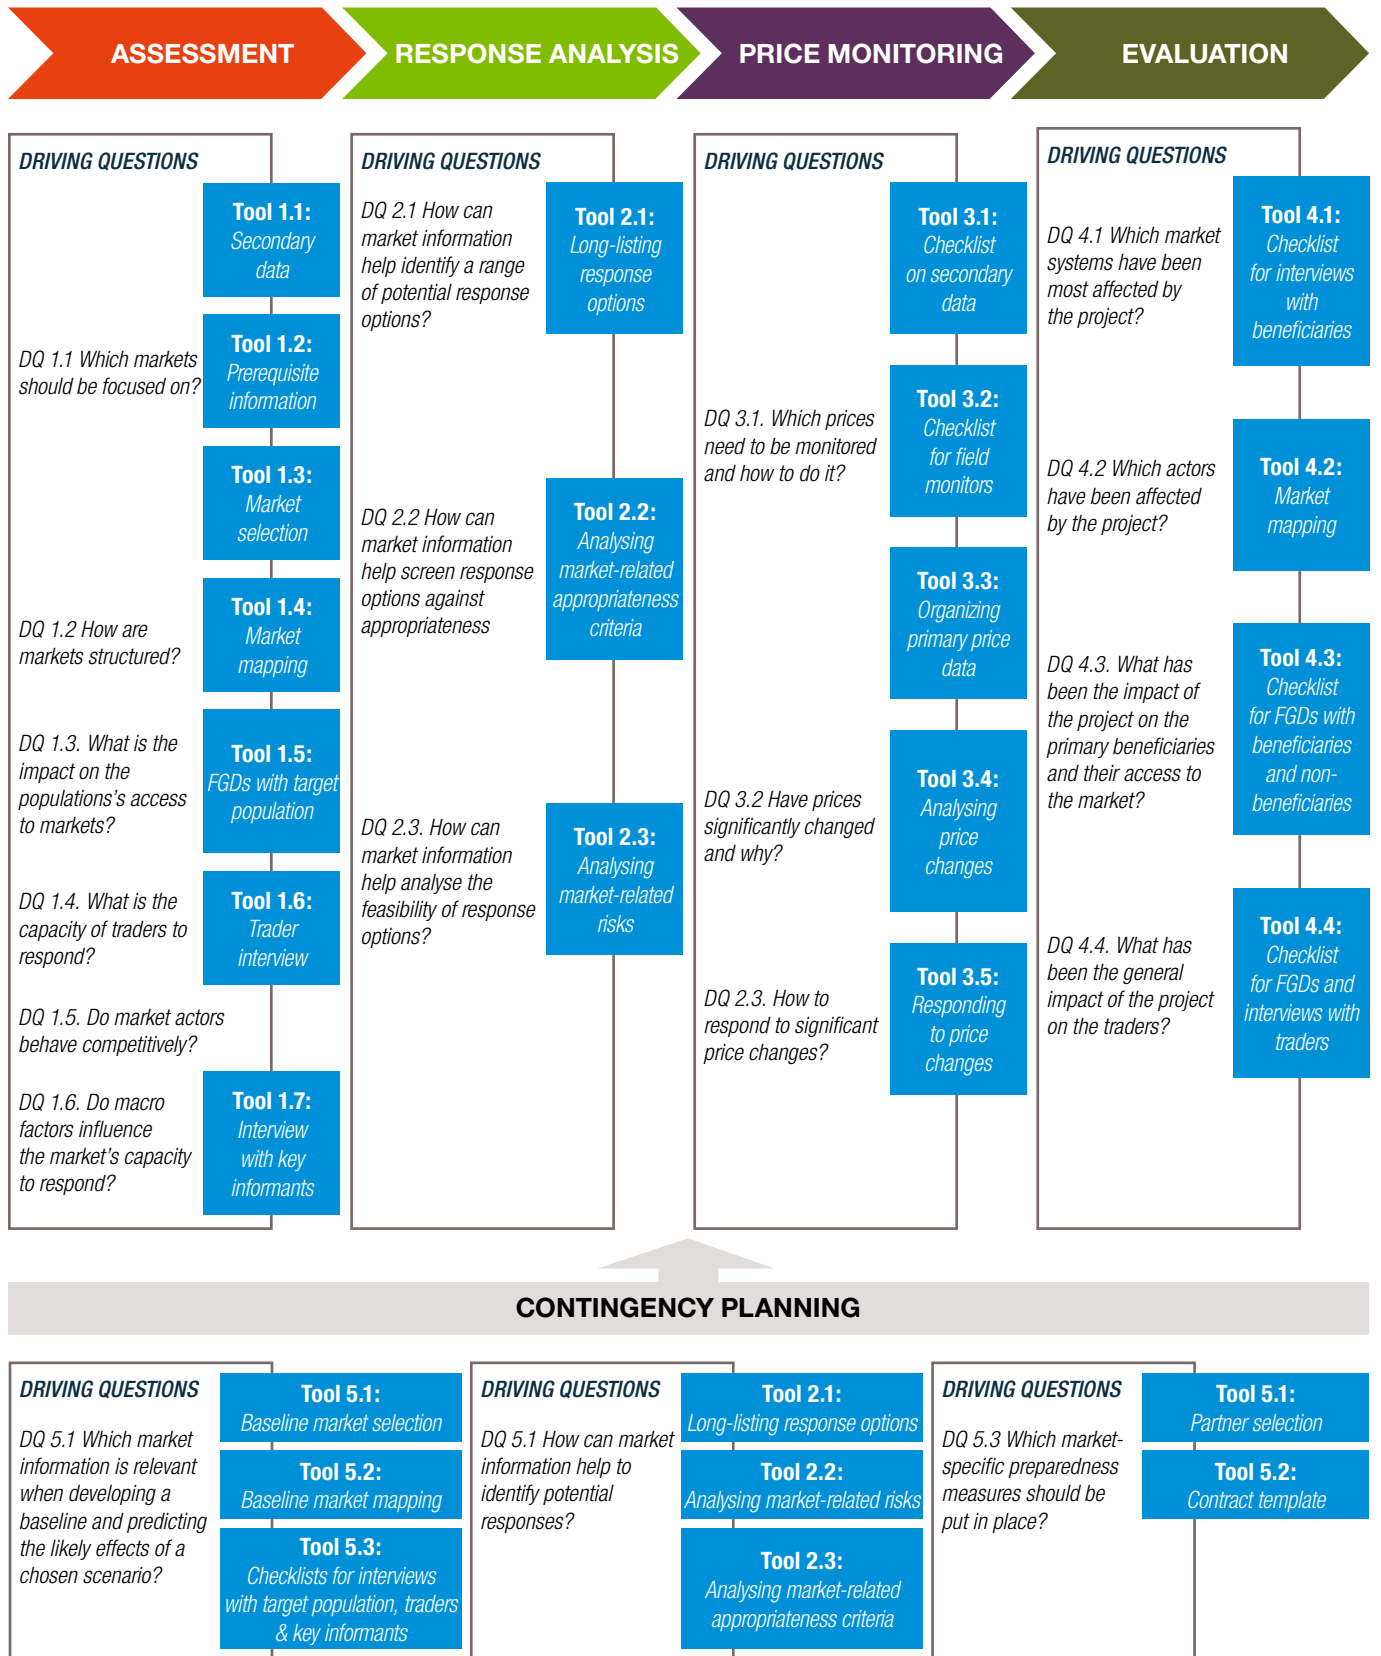 ASSESSMENT
RESPONSE ANALYSIS
PRICE MONITORING
EVALUATION
DRIVING QUESTIONS
Tool 1.1:
Secondary
data
DQ 1.1 Which markets
should be focused on?
Tool 1.2:
Prerequisite
information
Tool 1.3:
Market
selection
DQ 1.2 How are
markets structured?
Tool 1.4:
Market
mapping
DQ 1.3. What is the
impact on the
populations's access
to markets?
Tool 1.5:
FGDs with target
population
DQ 1.4. What is the
capacity of traders to
respond?
Tool 1.6:
Trader
interview
DQ 1.5. Do market actors
behave competitively?
DQ 1.6. Do macro
factors influence
the market's capacity
to respond?
Tool 1.7:
Interview
with key
informants
DRIVING QUESTIONS
DQ 2.1 How can
market information
help identify a range
of potential response
options?
Tool 2.1:
Long-listing
response
options
DQ 2.2 How can
market information
help screen response
options against
appropriateness
Tool 2.2:
Analysing
market-related
appropriateness
criteria
DQ 2.3. How can
market information
help analyse the
feasibility of response
options?
Tool 2.3:
Analysing
market-related
risks
DRIVING QUESTIONS
Tool 3.1:
Checklist
on secondary
data
DQ 3.1. Which prices
need to be monitored
and how to do it?
Tool 3.2:
Checklist
for field
monitors
Tool 3.3:
Organizing
primary price
data
DQ 3.2 Have prices
significantly changed
and why?
Tool 3.4:
Analysing
price
changes
DQ 2.3. How to
respond to significant
price changes?
Tool 3.5:
Responding
to price
changes
DRIVING QUESTIONS
DQ 4.1 Which market
systems have been
most affected by
the project?
Tool 4.1:
Checklist
for interviews
with
beneficiaries
DQ 4.2 Which actors
have been affected
by the project?
Tool 4.2:
Market
mapping
DQ 4.3. What has
been the impact of
the project on the
primary beneficiaries
and their access to
the market?
Tool 4.3:
Checklist
for FGDs with
beneficiaries
and non-
beneficiaries
DQ 4.4. What has
been the general
impact of the project
on the traders?
Tool 4.4:
Checklist
for FGDs and
interviews with
traders
CONTINGENCY PLANNING
DRIVING QUESTIONS
DQ 5.1 Which market
information is relevant
when developing a
baseline and predicting
the likely effects of a
chosen scenario?
Tool 5.1:
Baseline market selection
Tool 5.2:
Baseline market mapping
Tool 5.3:
Checklists for interviews
with target population, traders
& key informants
DRIVING QUESTIONS
DQ 5.1 How can market
information help to
identify potential
responses?
Tool 2.1:
Long-listing response options
Tool 2.2:
Analysing market-related risks
Tool 2.3:
Analysing market-related
appropriateness criteria
DRIVING QUESTIONS
DQ 5.3 Which market-
specific preparedness
measures should be
put in place?
Tool 5.1:
Partner selection
Tool 5.2:
Contract template